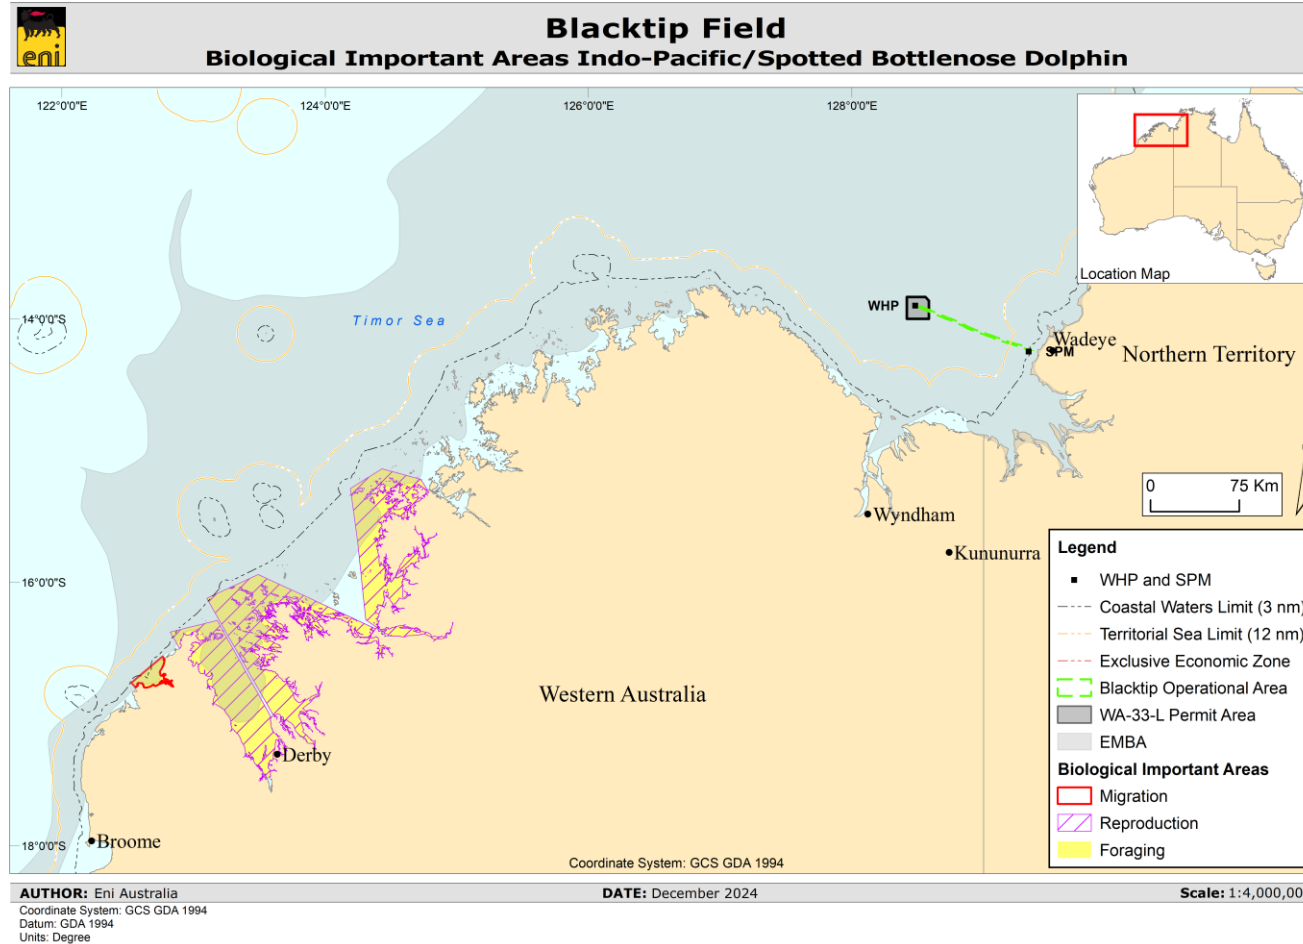 eni
Blacktip Field
Biological Important Areas Indo-Pacific/Spotted Bottlenose Dolphin
122°0'0"E
124°0'0"E
126°0'0"E
128°0'0"E
Location Map
Timor Sea
14°0'0"S
WHP
Wadeye
SPM
Northern Territory
0 75 Km
Wyndham
Kununurra
16°0'0"S
Western Australia
Derby
18°0'0"S
Broome
Coordinate System: GCS GDA 1994
Legend
WHP and SPM
Coastal Waters Limit (3 nm)
Territorial Sea Limit (12 nm)
Exclusive Economic Zone
Blacktip Operational Area
WA-33-L Permit Area
EMBA
Biological Important Areas
Migration
Reproduction
Foraging
AUTHOR: Eni Australia
DATE: December 2024
Scale: 1:4,000,00
Coordinate System: GCS GDA 1994
Datum: GDA 1994
Units: Degree